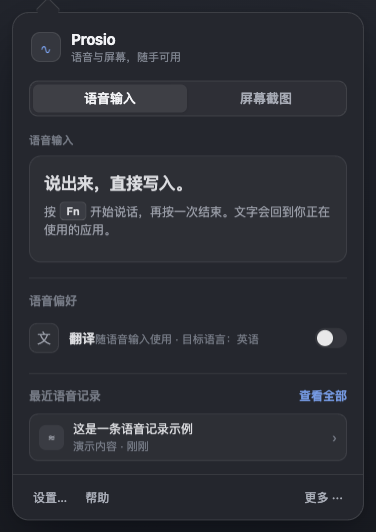 Prosio
语音与屏幕，随手可用
语音输入
屏幕截图
语音输入
说出来，直接写入。
按 Fn 开始说话，再按一次结束。文字会回到你正在
使用的应用。
语音偏好
文 翻译随语音输入使用 · 目标语言：英语
最近语音记录 查看全部
这是一条语音记录示例
演示内容 · 刚刚
设置... 帮助 更多 ···